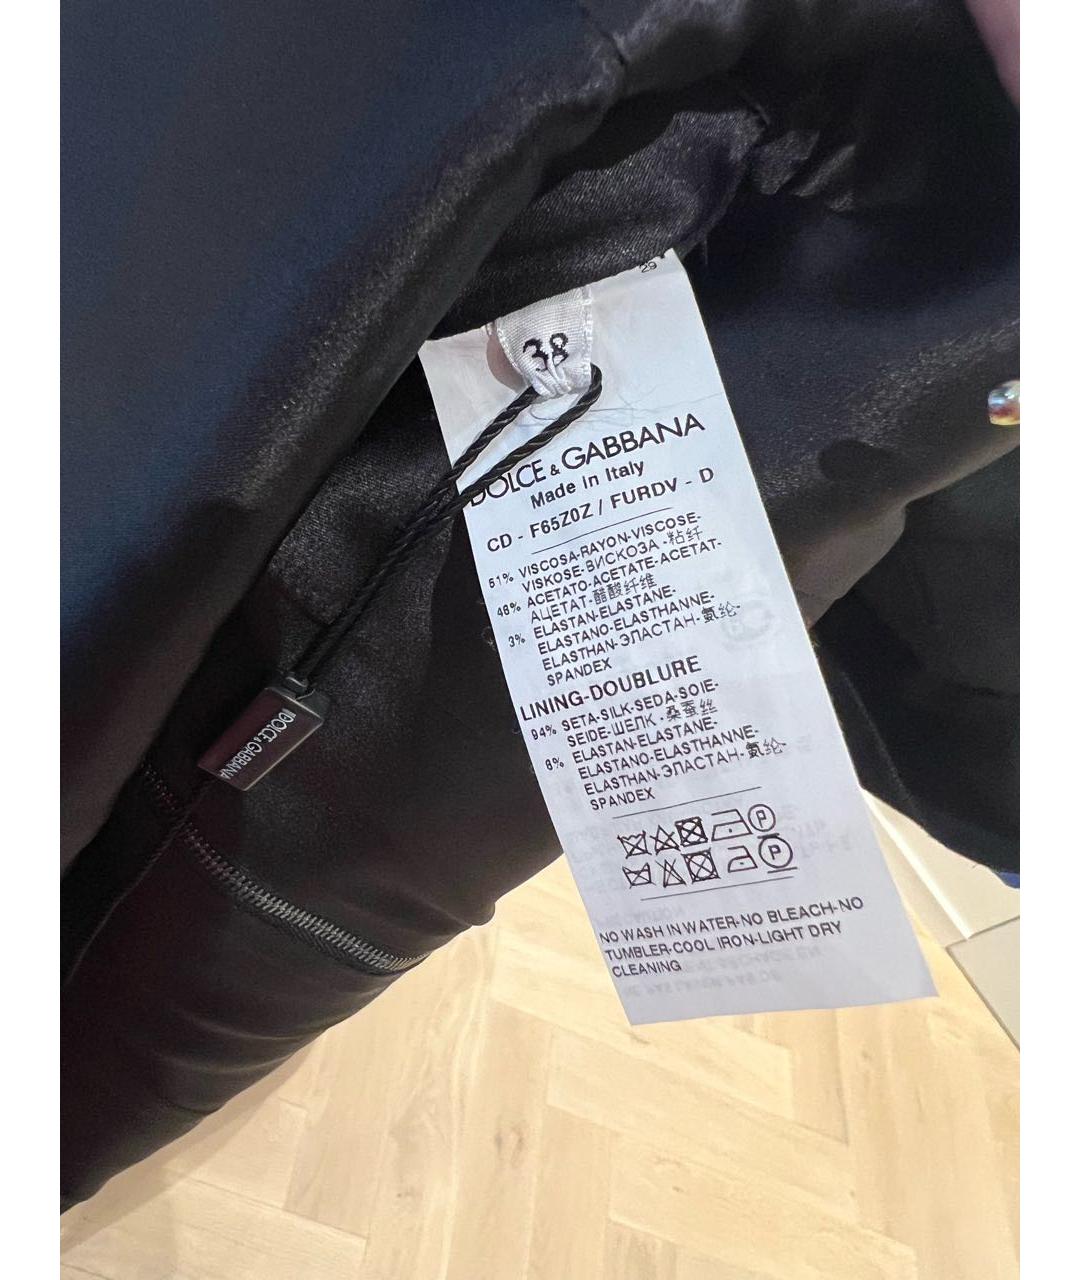 29
38
DOLCE & GABBANA
Made in Italy
CD - F65Z0Z / FURDV - D
51% VISCOSA-RAYON-VISCOSE-
VISKOSE-ВИСКОЗА-粘纤
46% ACETATO-ACETATE-ACETAT-
АЦЕТАТ-醋酸纤维
3% ELASTAN-ELASTANE-
ELASTANO-ELASTHANNE-
ELASTHAN-ЭЛАСТАН-氨纶-
SPANDEX
LINING-DOUBLURE
94% SETA-SILK-SEDA-SOIE-
SEIDE-ШЕЛК-桑蚕丝
6% ELASTAN-ELASTANE-
ELASTANO-ELASTHANNE-
ELASTHAN-ЭЛАСТАН-氨纶-
SPANDEX
P
P
NO WASH IN WATER-NO BLEACH-NO
TUMBLER-COOL IRON-LIGHT DRY
CLEANING
DOLCE & GABBANA